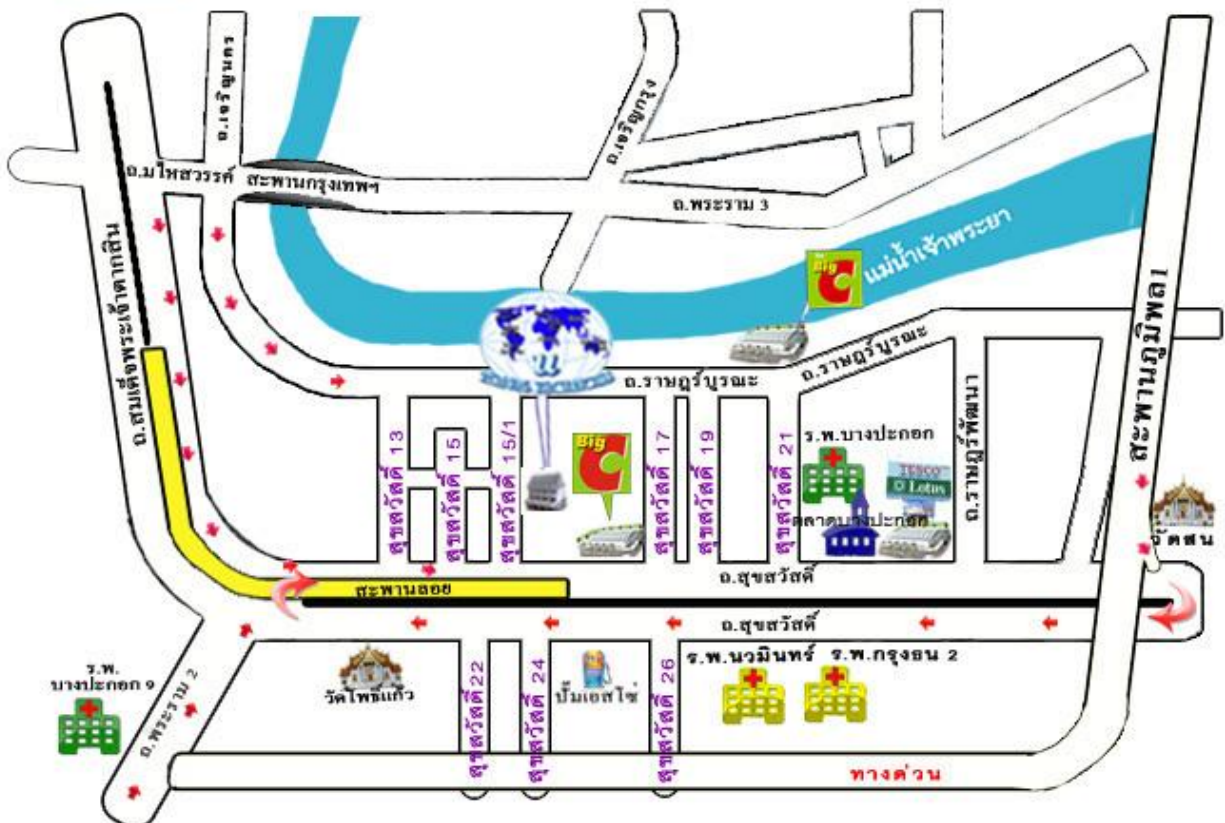 ถ.เจริญนคร
ถ.เจริญกรุง
ถ.มไหสวรรค์
สะพานกรุงเทพฯ
ถ.พระราม 3
ถ.สมเด็จพระเจ้าตากสิน
Big C
แม่น้ำเจ้าพระยา
สะพานภูมิพล1
ถ.ราษฎร์บูรณะ
ถ.ราษฎร์บูรณะ
ถ.ราษฎร์พัฒนา
สุขสวัสดิ์ 13
สุขสวัสดิ์ 15
สุขสวัสดิ์ 15/1
Big C
สุขสวัสดิ์ 17
สุขสวัสดิ์ 19
สุขสวัสดิ์ 21
ร.พ.บางปะกอก
TESCO
Lotus
ตลาดบางปะกอก
วัดสน
ถ.สุขสวัสดิ์
สะพานลอย
ถ.สุขสวัสดิ์
ร.พ.
บางปะกอก 9
ถ.พระราม 2
วัดโพธิ์แก้ว
สุขสวัสดิ์22
สุขสวัสดิ์ 24
ปั๊มเอสโซ่
สุขสวัสดิ์ 26
ร.พ.นวมินทร์
ร.พ.กรุงธน 2
ทางด่วน